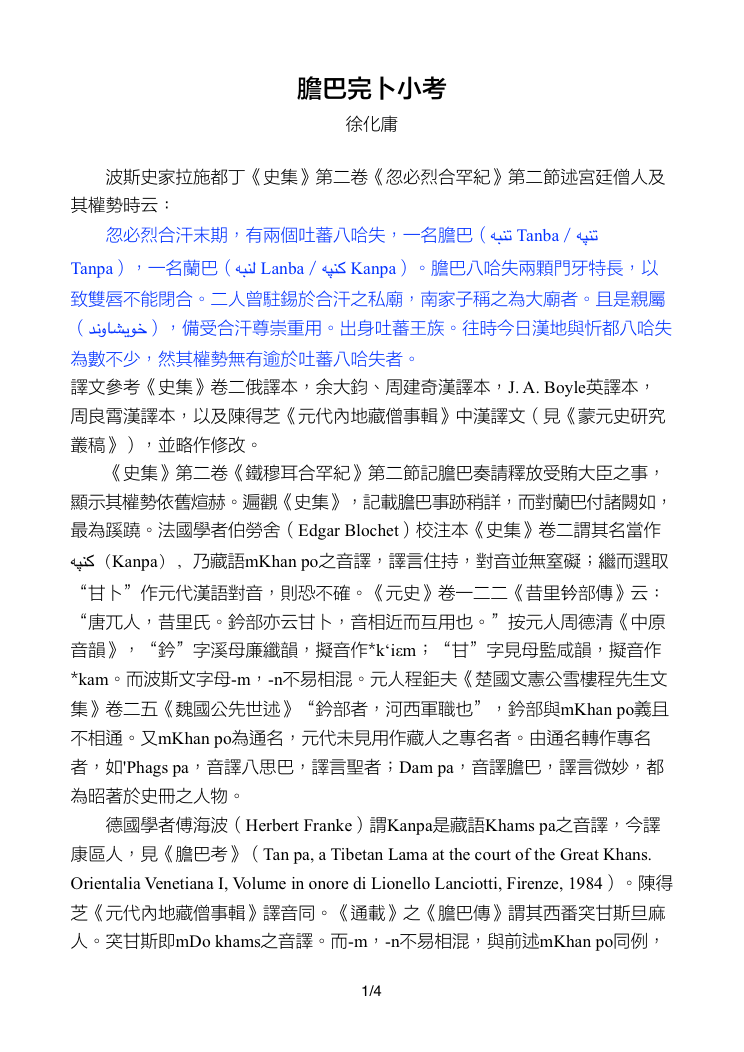 膽巴完卜小考
徐化庸
波斯史家拉施都丁《史集》第二卷《忽必烈合罕紀》第二節述宮廷僧人及
其權勢時云：
忽必烈合汗末期，有兩個吐蕃八哈失，一名膽巴（تنبه Tanba／تنپه
Tanpa），一名蘭巴（لنبه Lanba／کنپه Kanpa）。膽巴八哈失兩顆門牙特長，以
致雙唇不能閉合。二人曾駐錫於合汗之私廟，南家子稱之為大廟者。且是親屬
（خویشاوند），備受合汗尊崇重用。出身吐蕃王族。往時今日漢地與忻都八哈失
為數不少，然其權勢無有逾於吐蕃八哈失者。
譯文參考《史集》卷二俄譯本，余大鈞、周建奇漢譯本，J. A. Boyle英譯本，
周良霄漢譯本，以及陳得芝《元代內地藏僧事輯》中漢譯文（見《蒙元史研究
叢稿》），並略作修改。
《史集》第二卷《鐵穆耳合罕紀》第二節記膽巴奏請釋放受賄大臣之事，
顯示其權勢依舊煊赫。遍觀《史集》，記載膽巴事跡稍詳，而對蘭巴付諸闕如，
最為蹊蹺。法國學者伯勞舍（Edgar Blochet）校注本《史集》卷二謂其名當作
کنپه（Kanpa）, 乃藏語mKhan po之音譯，譯言住持，對音並無窒礙；繼而選取
“甘卜”作元代漢語對音，則恐不確。《元史》卷一二二《昔里钤部傳》云：
“唐兀人，昔里氏。鈐部亦云甘卜，音相近而互用也。”按元人周德清《中原
音韻》，“鈐”字溪母廉纖韻，擬音作*k‘iɛm；“甘”字見母監咸韻，擬音作
*kam。而波斯文字母-m，-n不易相混。元人程鉅夫《楚國文憲公雪樓程先生文
集》卷二五《魏國公先世述》“鈐部者，河西軍職也”，鈐部與mKhan po義且
不相通。又mKhan po為通名，元代未見用作藏人之專名者。由通名轉作專名
者，如'Phags pa，音譯八思巴，譯言聖者；Dam pa，音譯膽巴，譯言微妙，都
為昭著於史冊之人物。
德國學者傅海波（Herbert Franke）謂Kanpa是藏語Khams pa之音譯，今譯
康區人，見《膽巴考》（Tan pa, a Tibetan Lama at the court of the Great Khans.
Orientalia Venetiana I, Volume in onore di Lionello Lanciotti, Firenze, 1984）。陳得
芝《元代內地藏僧事輯》譯音同。《通載》之《膽巴傳》謂其西番突甘斯旦麻
人。突甘斯即mDo khams之音譯。而-m，-n不易相混，與前述mKhan po同例，
1/4